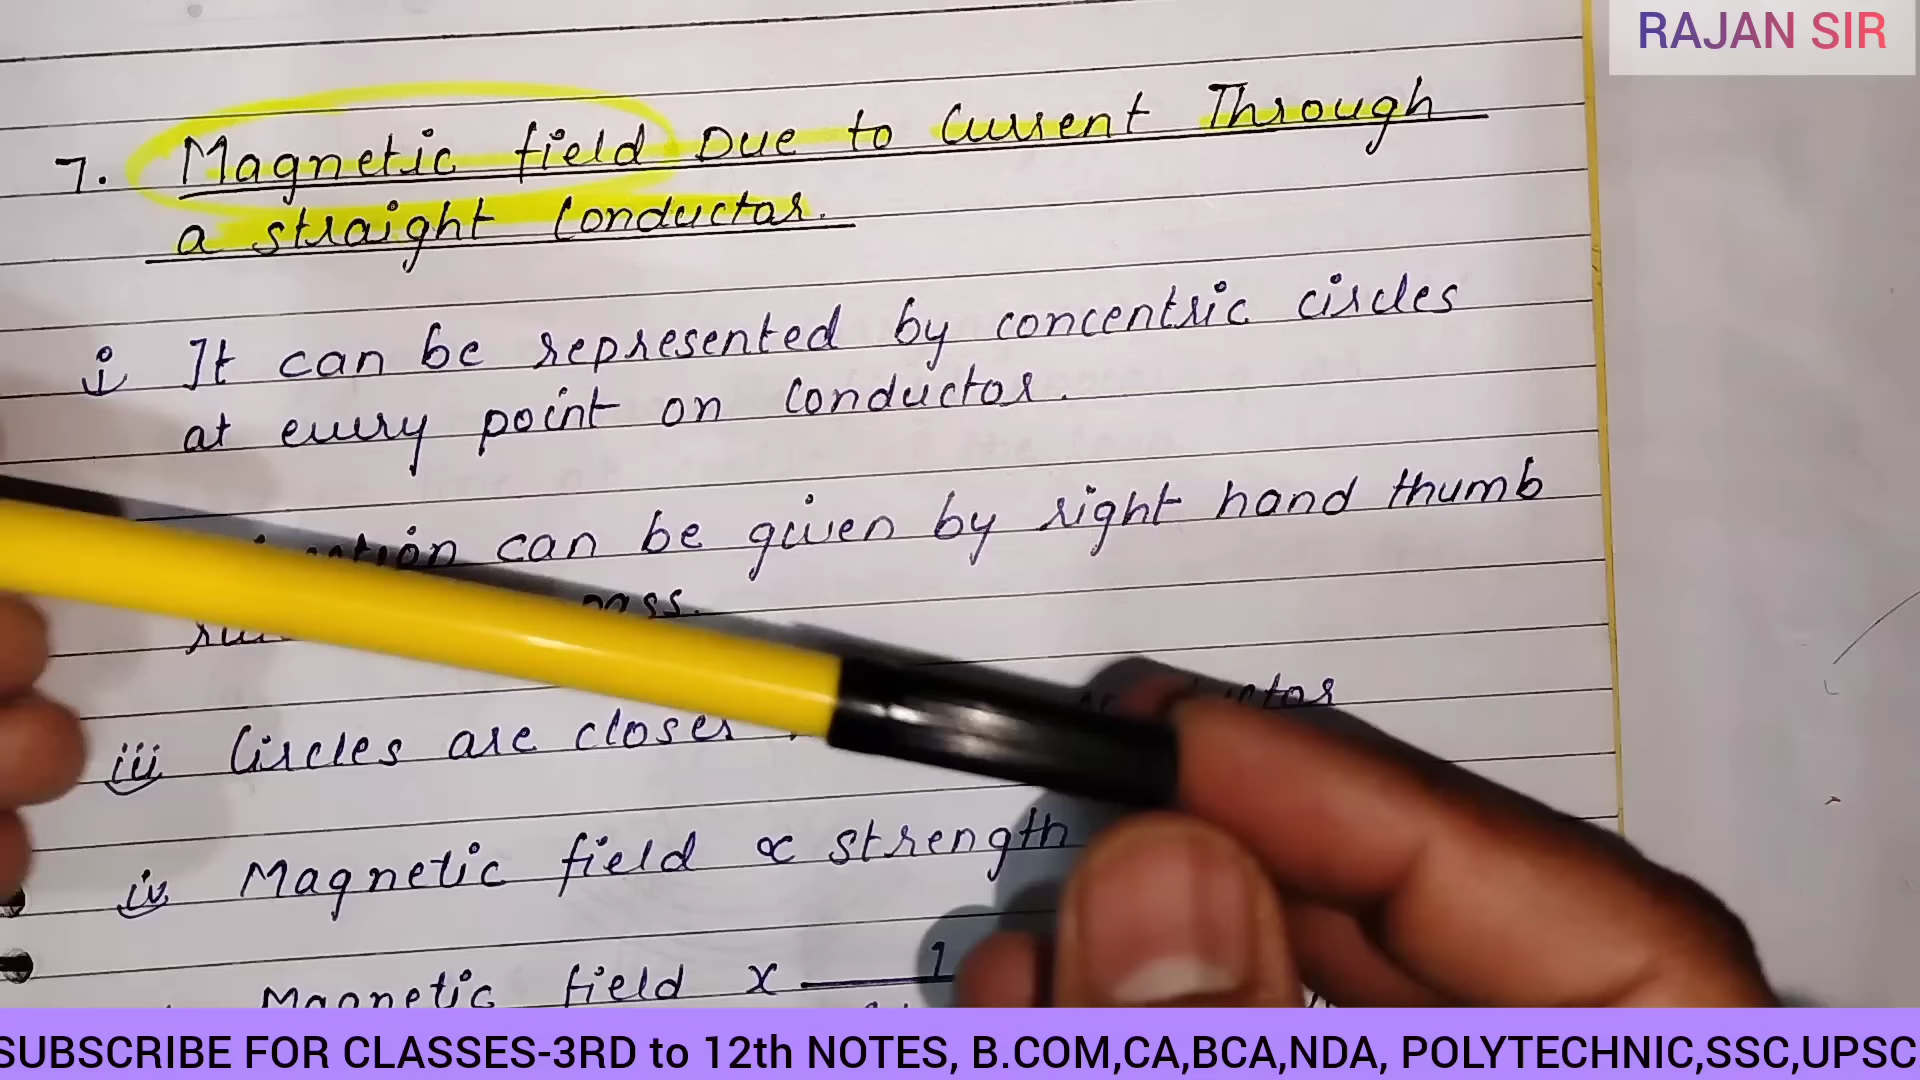 RAJAN SIR
7. Magnetic field Due to Current Through
a straight Conductor.
i It can be represented by concentric circles
at every point on Conductor.
can be given by right hand thumb
iii Circles are closer
iv Magnetic field ∝ strength
Magnetic field ∝ 1
SUBSCRIBE FOR CLASSES-3RD to 12th NOTES, B.COM,CA,BCA,NDA, POLYTECHNIC,SSC,UPSC